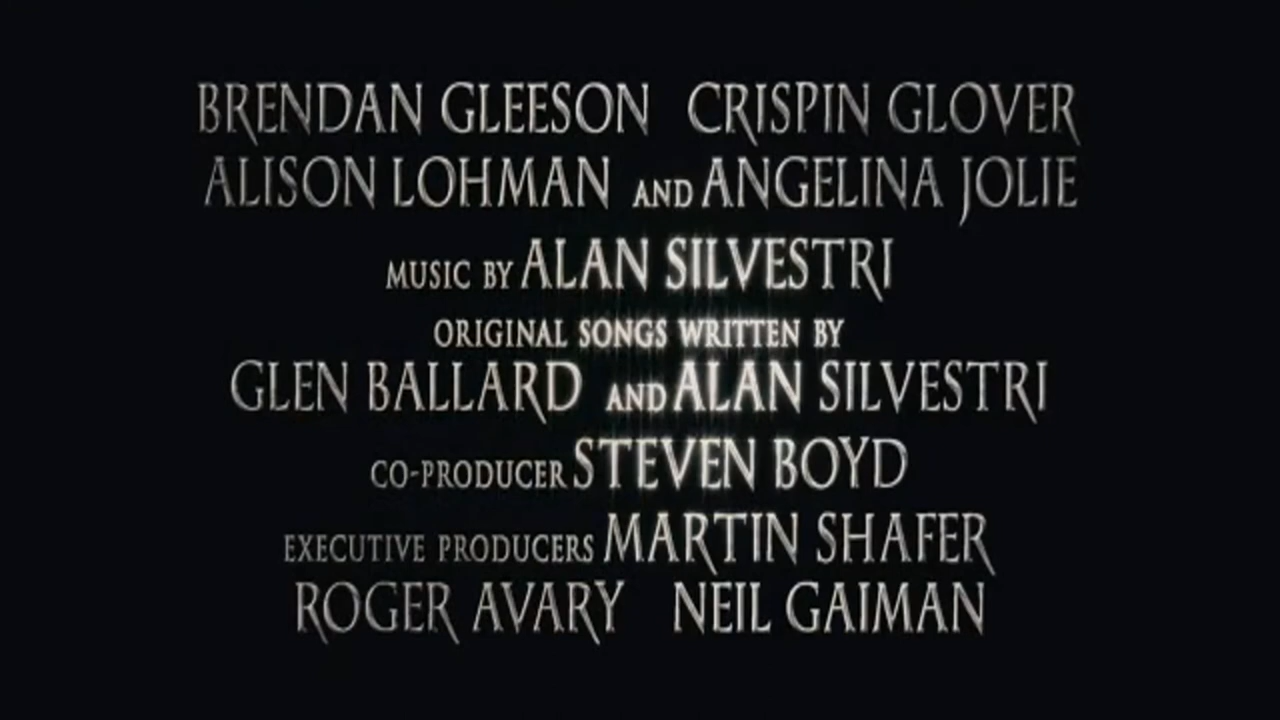 BRENDAN GLEESON CRISPIN GLOVER
ALISON LOHMAN AND ANGELINA JOLIE
MUSIC BY ALAN SILVESTRI
ORIGINAL SONGS WRITTEN BY
GLEN BALLARD AND ALAN SILVESTRI
CO-PRODUCER STEVEN BOYD
EXECUTIVE PRODUCERS MARTIN SHAFER
ROGER AVARY NEIL GAIMAN